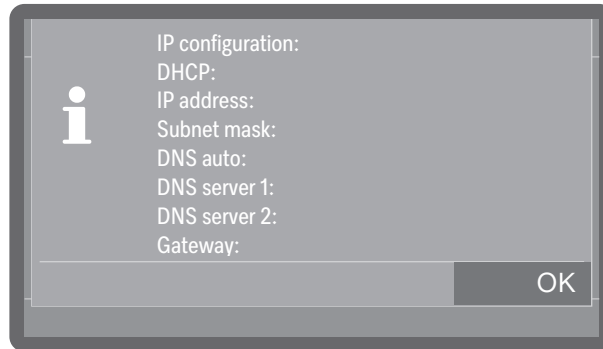 IP configuration:
DHCP:
IP address:
Subnet mask:
DNS auto:
DNS server 1:
DNS server 2:
Gateway:
OK